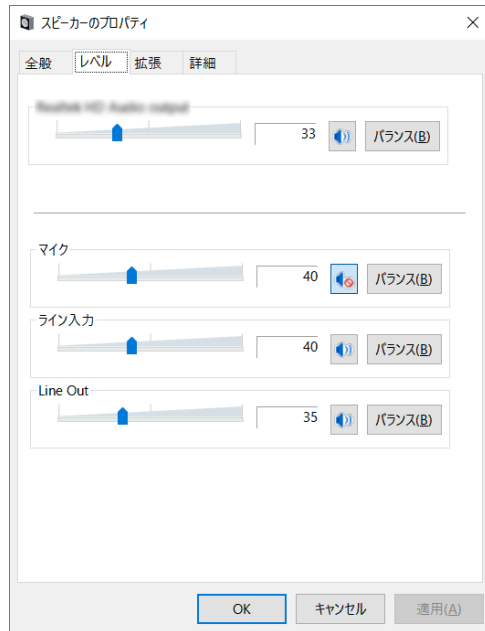 スピーカーのプロパティ
全般 レベル 拡張 詳細
33 バランス(B)
マイク
40 バランス(B)
ライン入力
40 バランス(B)
Line Out
35 バランス(B)
OK キャンセル 適用(A)